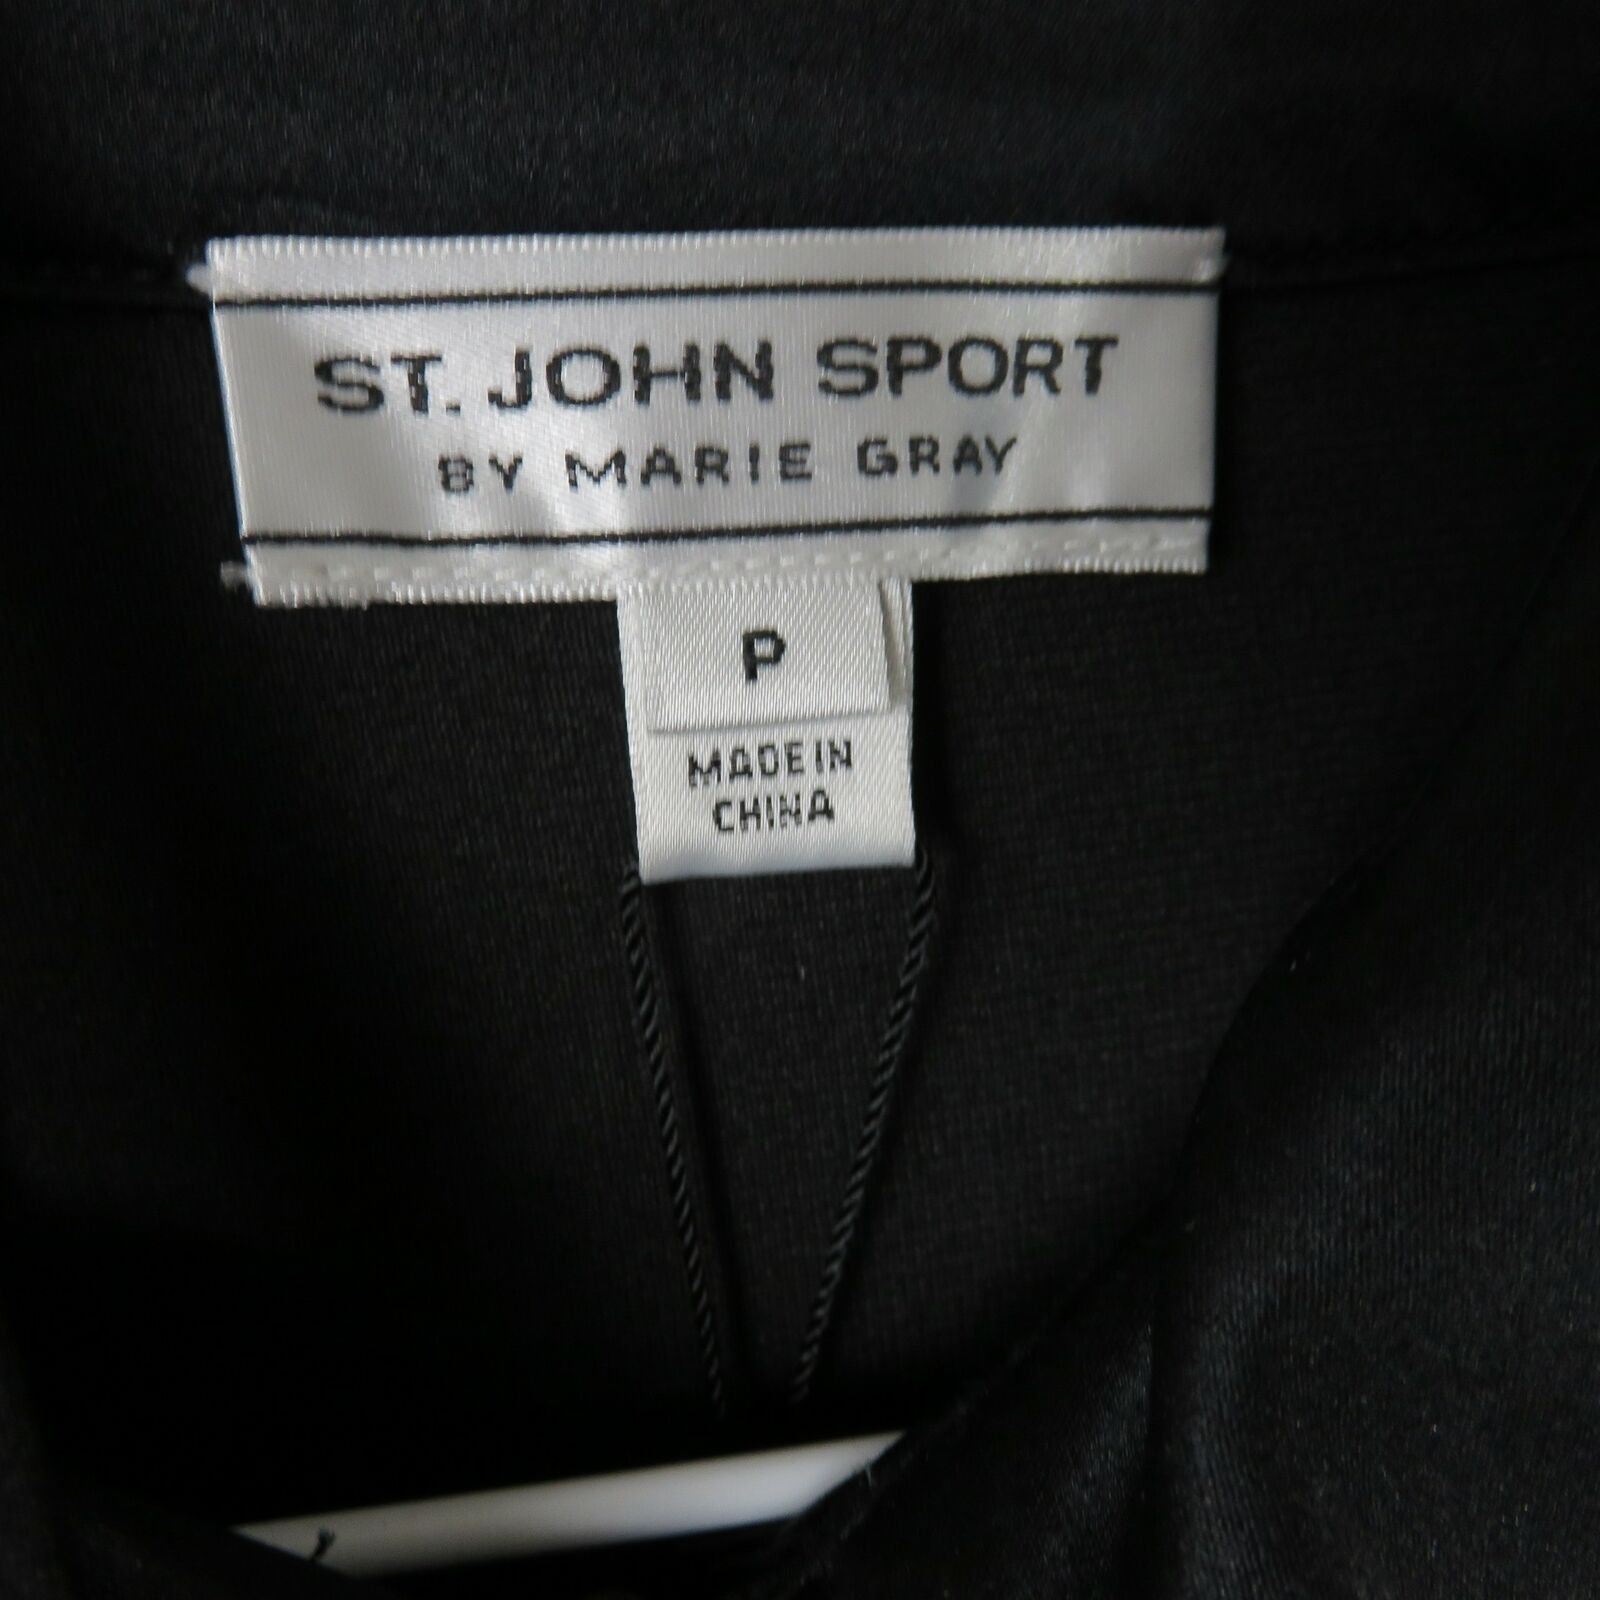 ST. JOHN SPORT
BY MARIE GRAY
P
MADE IN
CHINA